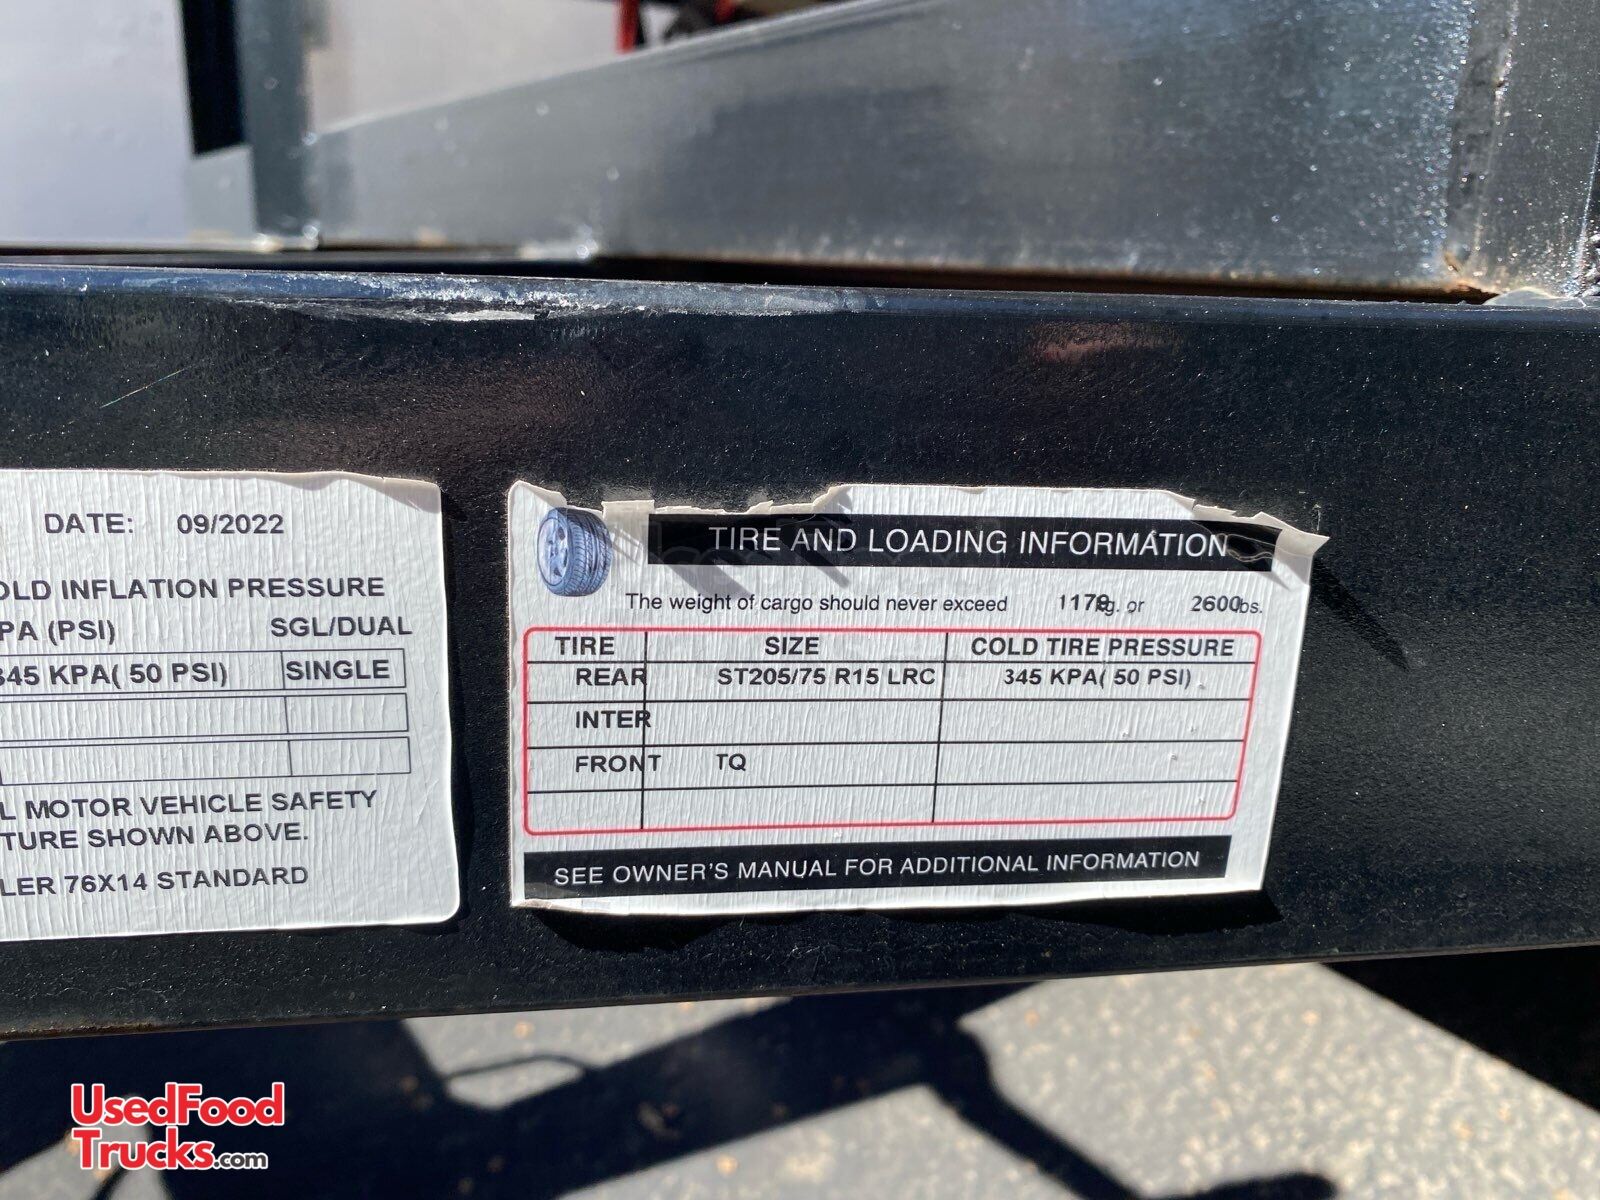 DATE: 09/2022
OLD INFLATION PRESSURE
PA (PSI) SGL/DUAL
345 KPA( 50 PSI) SINGLE
L MOTOR VEHICLE SAFETY
TURE SHOWN ABOVE.
LER 76X14 STANDARD
TIRE AND LOADING INFORMATION
The weight of cargo should never exceed 1179kg. or 2600lbs.
TIRE SIZE COLD TIRE PRESSURE
REAR ST205/75 R15 LRC 345 KPA( 50 PSI)
INTER
FRONT TQ
SEE OWNER'S MANUAL FOR ADDITIONAL INFORMATION
UsedFood
Trucks.com